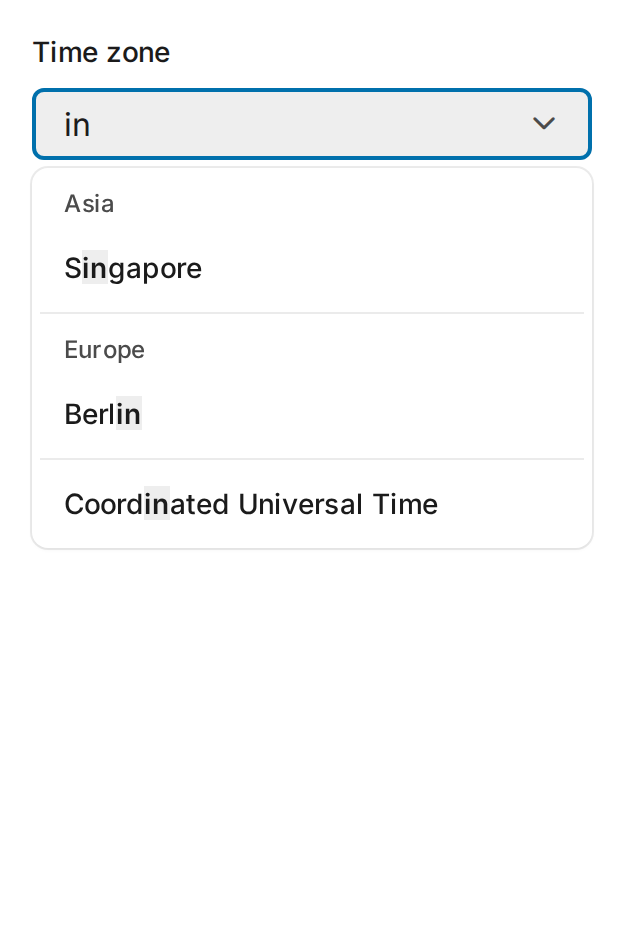 Time zone
in
Asia
Singapore
Europe
Berlin
Coordinated Universal Time